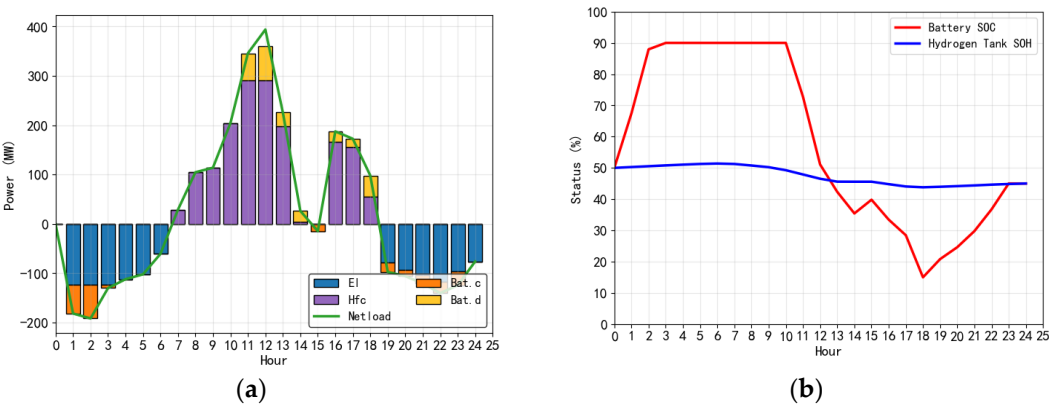 400
300
200
100
0
-100
-200
Power (MW)
0 1 2 3 4 5 6 7 8 9 10 11 12 13 14 15 16 17 18 19 20 21 22 23 24 25
Hour
El Bat.c
Hfc Bat.d
Netload
(a)
100
90
80
70
60
50
40
30
20
10
0
Status (%)
0 1 2 3 4 5 6 7 8 9 10 11 12 13 14 15 16 17 18 19 20 21 22 23 24 25
Hour
Battery SOC
Hydrogen Tank SOH
(b)